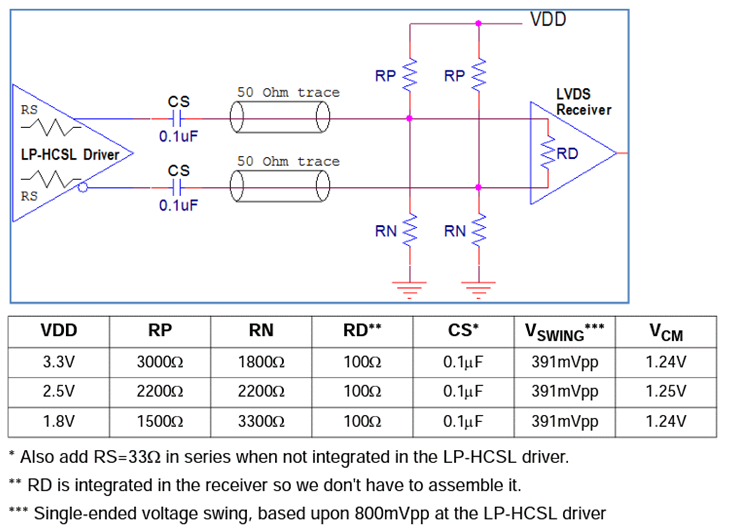 VDD
RP RP
LVDS
Receiver
RS
CS
50 Ohm trace
0.1uF
LP-HCSL Driver
RD
CS
50 Ohm trace
RS
0.1uF
RN RN
VDD RP RN RD** CS* VSWING*** VCM
3.3V 3000Ω 1800Ω 100Ω 0.1µF 391mVpp 1.24V
2.5V 2200Ω 2200Ω 100Ω 0.1µF 391mVpp 1.25V
1.8V 1500Ω 3300Ω 100Ω 0.1µF 391mVpp 1.24V
* Also add RS=33Ω in series when not integrated in the LP-HCSL driver.
** RD is integrated in the receiver so we don't have to assemble it.
*** Single-ended voltage swing, based upon 800mVpp at the LP-HCSL driver